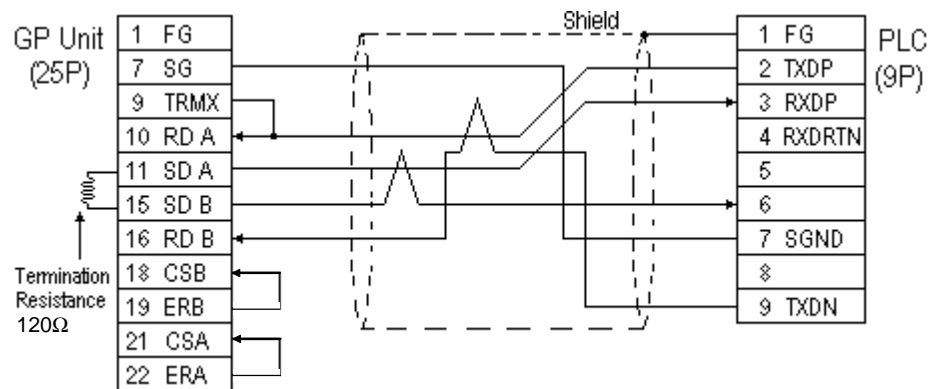 Shield
GP Unit
(25P)
1 FG
7 SG
9 TRMX
10 RD A
11 SD A
15 SD B
16 RD B
18 CSB
19 ERB
21 CSA
22 ERA
Termination
Resistance
120Ω
PLC
(9P)
1 FG
2 TXDP
3 RXDP
4 RXDRTN
5
6
7 SGND
8
9 TXDN